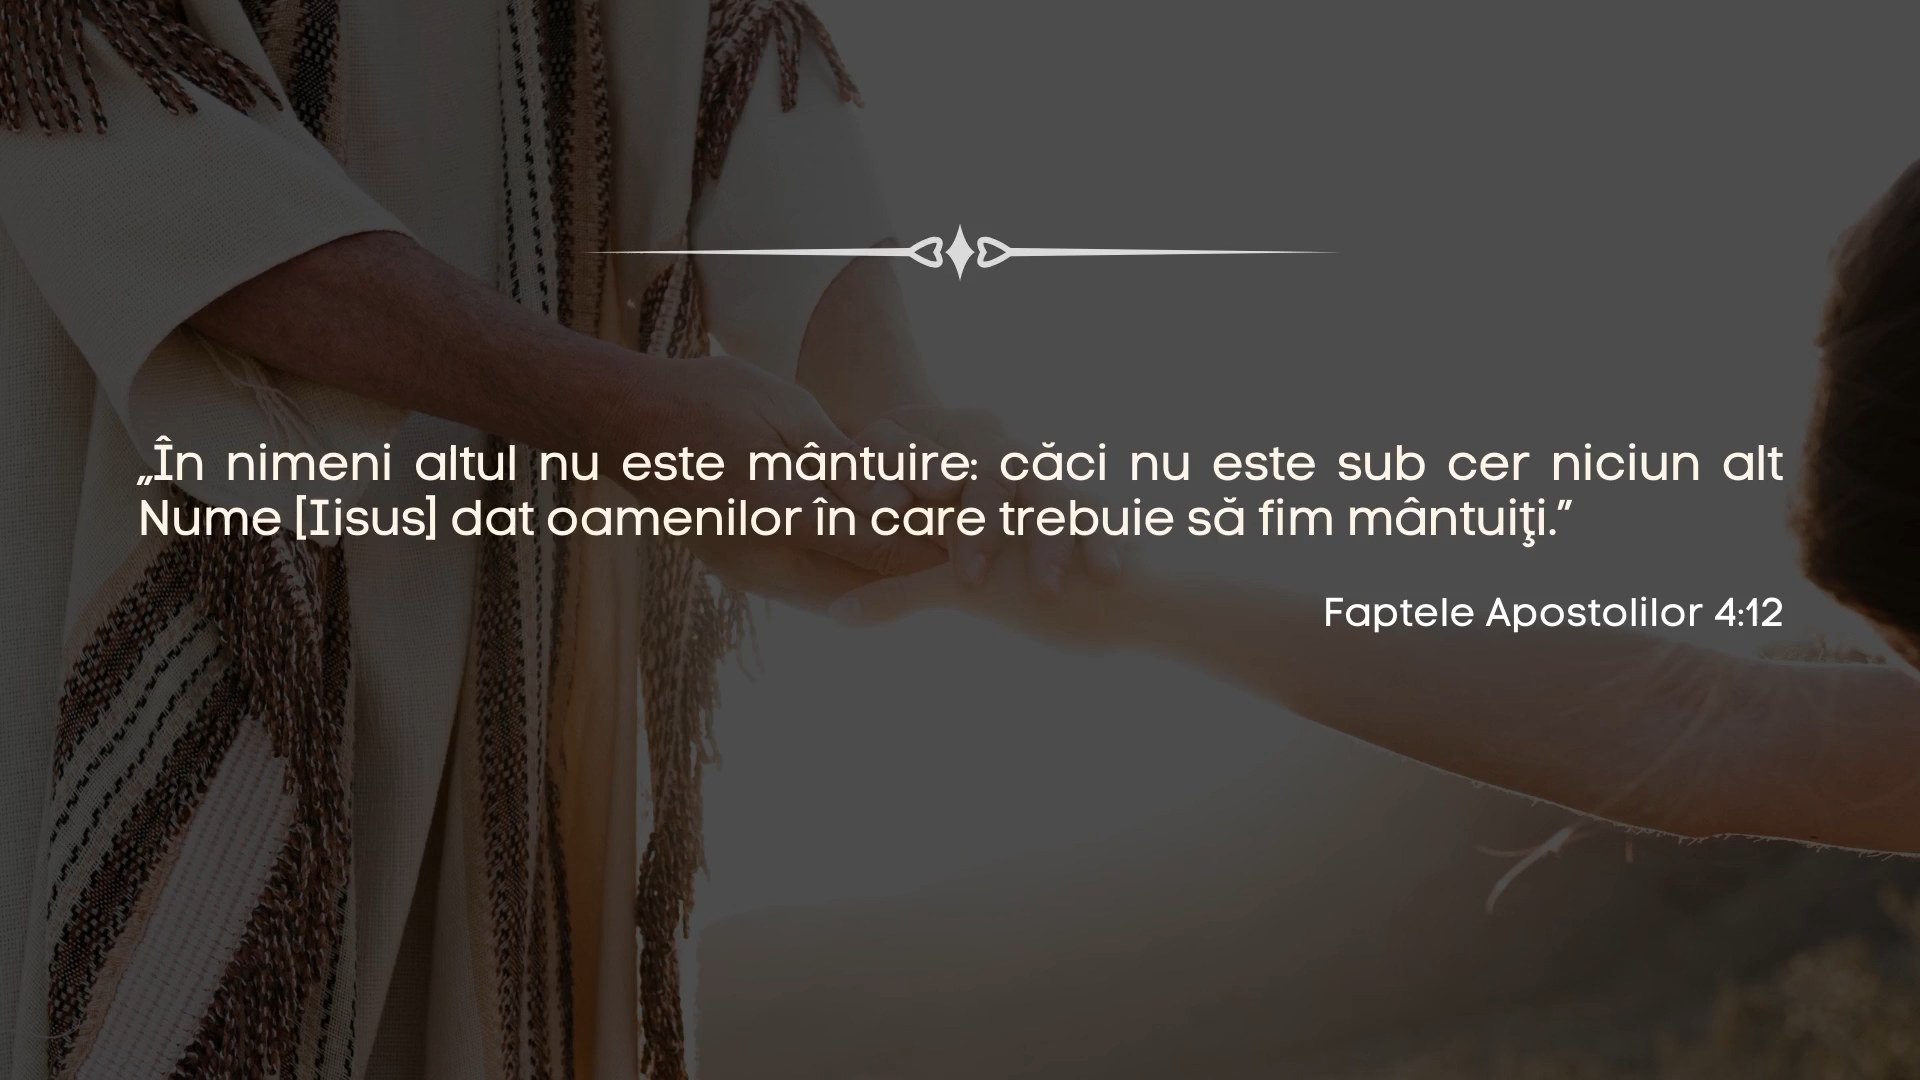 „În nimeni altul nu este mântuire: căci nu este sub cer niciun alt
Nume [Iisus] dat oamenilor în care trebuie să fim mântuiţi.”
Faptele Apostolilor 4:12